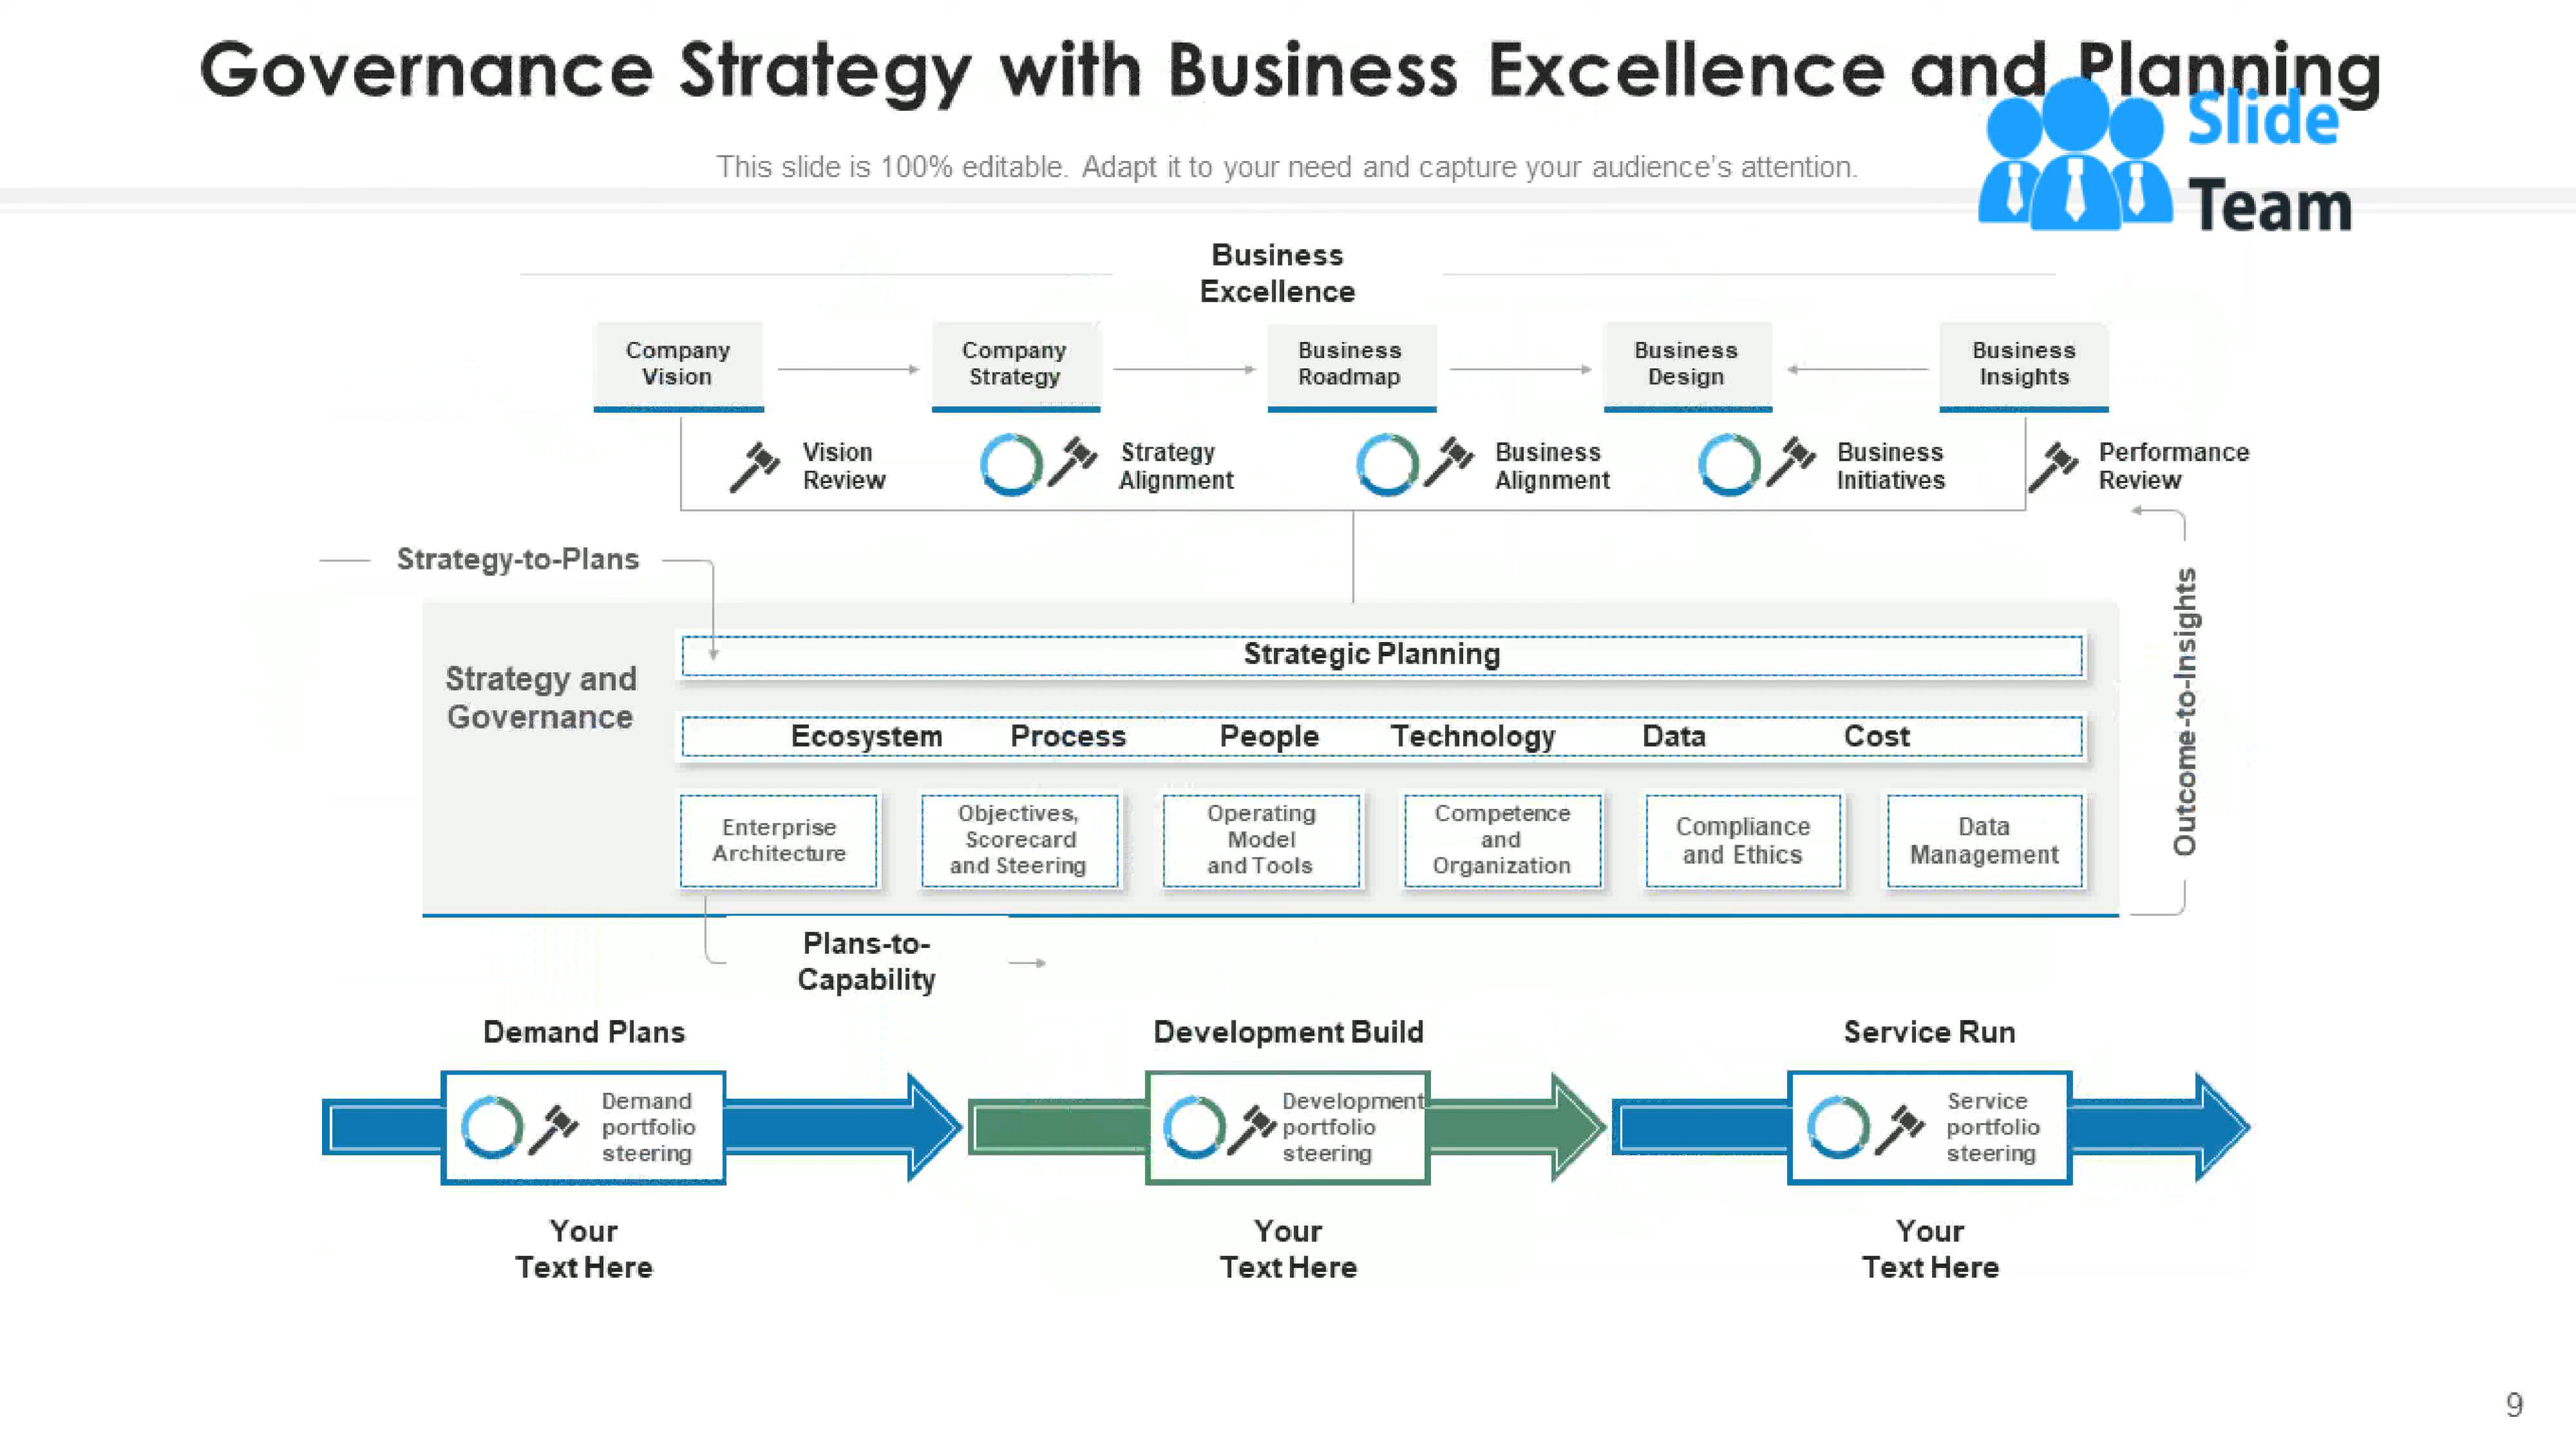 Governance Strategy with Business Excellence and Planning
Slide
Team
This slide is 100% editable. Adapt it to your need and capture your audience's attention.
Business
Excellence
Company
Vision
Company
Strategy
Business
Roadmap
Business
Design
Business
Insights
Vision
Review
Strategy
Alignment
Business
Alignment
Business
Initiatives
Performance
Review
Strategy-to-Plans
Outcome-to-Insights
Strategy and
Governance
Strategic Planning
Ecosystem Process People Technology Data Cost
Enterprise
Architecture
Objectives,
Scorecard
and Steering
Operating
Model
and Tools
Competence
and
Organization
Compliance
and Ethics
Data
Management
Plans-to-
Capability
Demand Plans
Demand
portfolio
steering
Your
Text Here
Development Build
Development
portfolio
steering
Your
Text Here
Service Run
Service
portfolio
steering
Your
Text Here
9